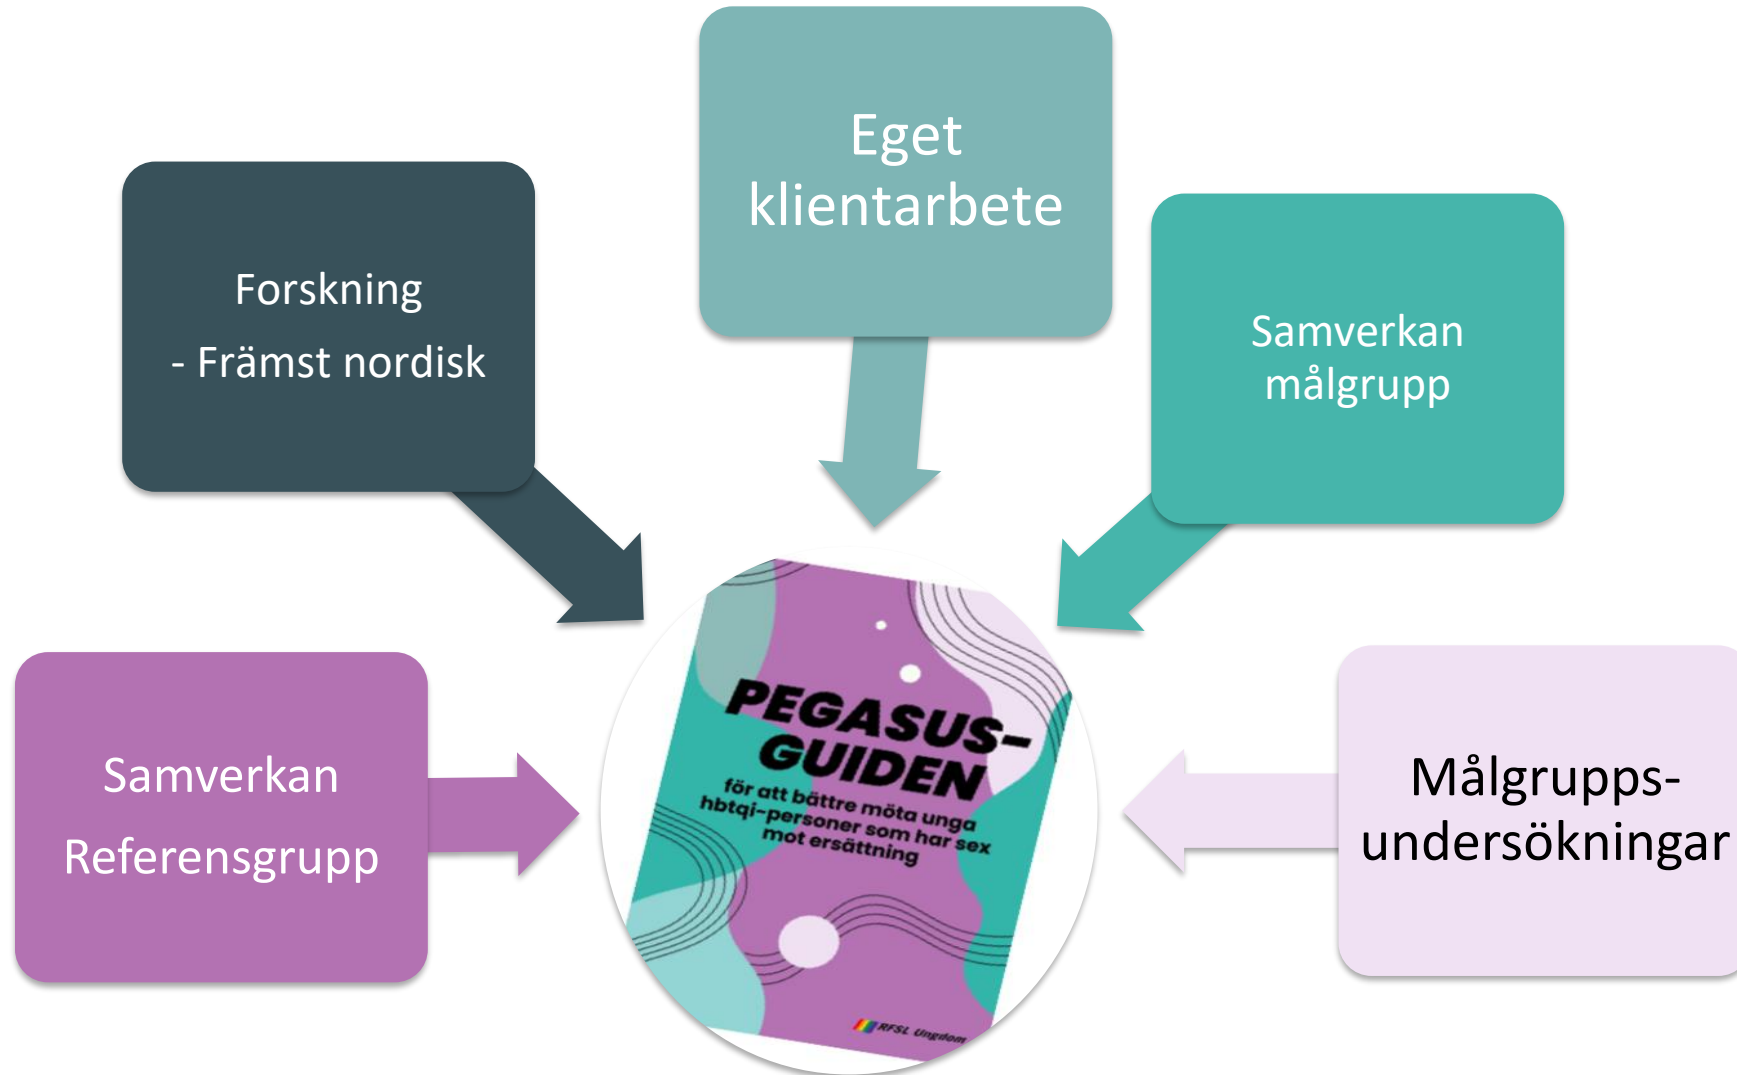 Eget
klientarbete
Forskning
- Främst nordisk
Samverkan
målgrupp
Samverkan
Referensgrupp
Målgrupps-
undersökningar
PEGASUS-
GUIDEN
för att bättre möta unga
hbtqi-personer som har sex
mot ersättning
RFSL Ungdom